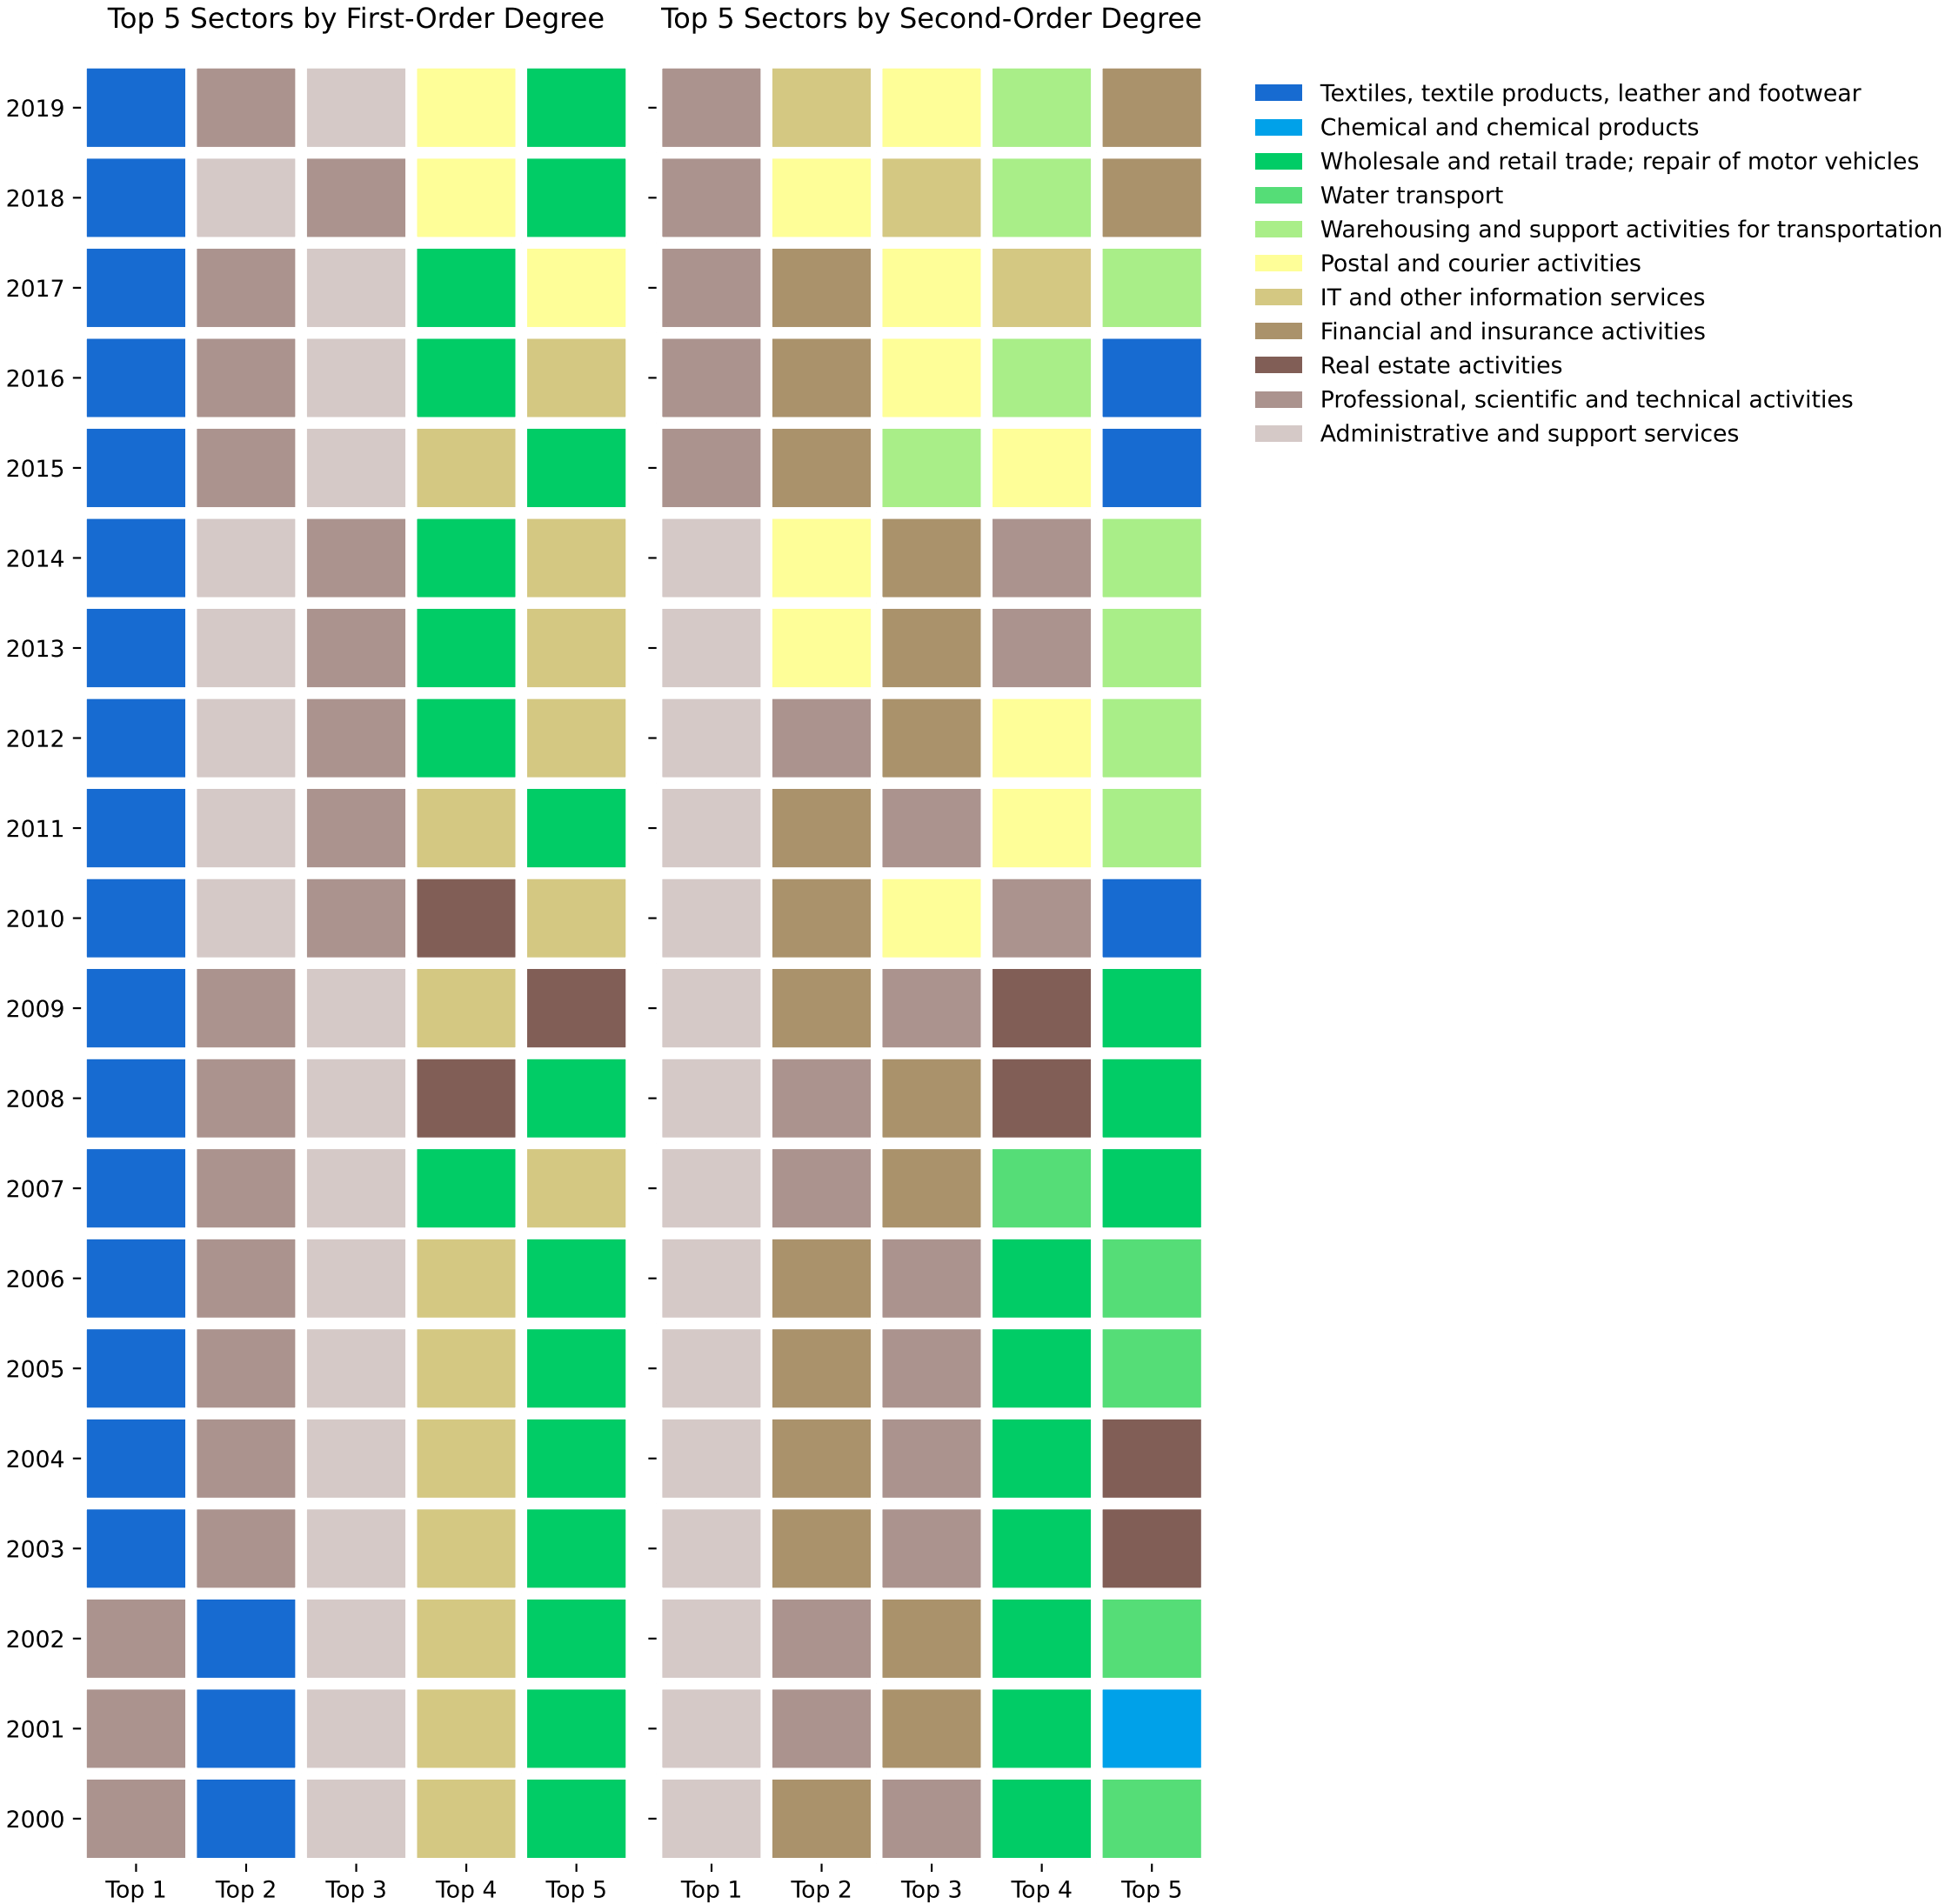 Top 5 Sectors by First-Order Degree
Top 5 Sectors by Second-Order Degree
2019
2018
2017
2016
2015
2014
2013
2012
2011
2010
2009
2008
2007
2006
2005
2004
2003
2002
2001
2000
Top 1
Top 2
Top 3
Top 4
Top 5
Top 1
Top 2
Top 3
Top 4
Top 5
Textiles, textile products, leather and footwear
Chemical and chemical products
Wholesale and retail trade; repair of motor vehicles
Water transport
Warehousing and support activities for transportation
Postal and courier activities
IT and other information services
Financial and insurance activities
Real estate activities
Professional, scientific and technical activities
Administrative and support services